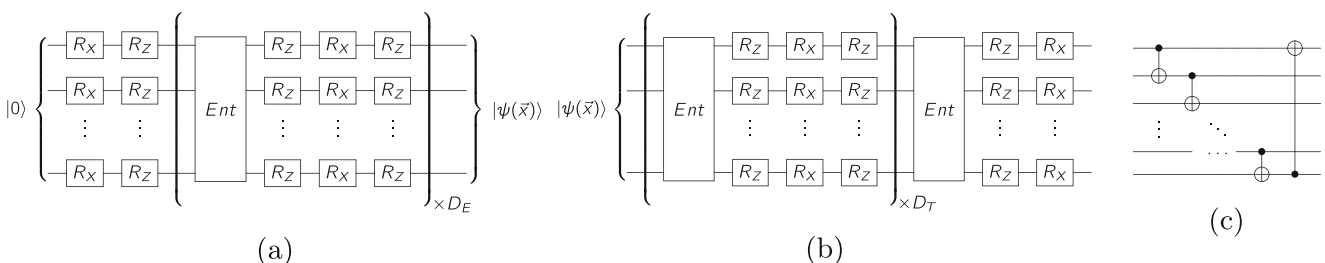 R_X R_Z R_Z R_X R_Z
R_X R_Z R_Z R_X R_Z
|0⟩ Ent |ψ(x⃗)⟩
⋮ ⋮ ⋮ ⋮ ⋮
R_X R_Z R_Z R_X R_Z
×D_E
(a)
R_Z R_X R_Z R_Z R_X
R_Z R_X R_Z R_Z R_X
|ψ(x⃗)⟩ Ent Ent
⋮ ⋮ ⋮ ⋮ ⋮
R_Z R_X R_Z R_Z R_X
×D_T
(b)
⋮ ⋱
...
(c)